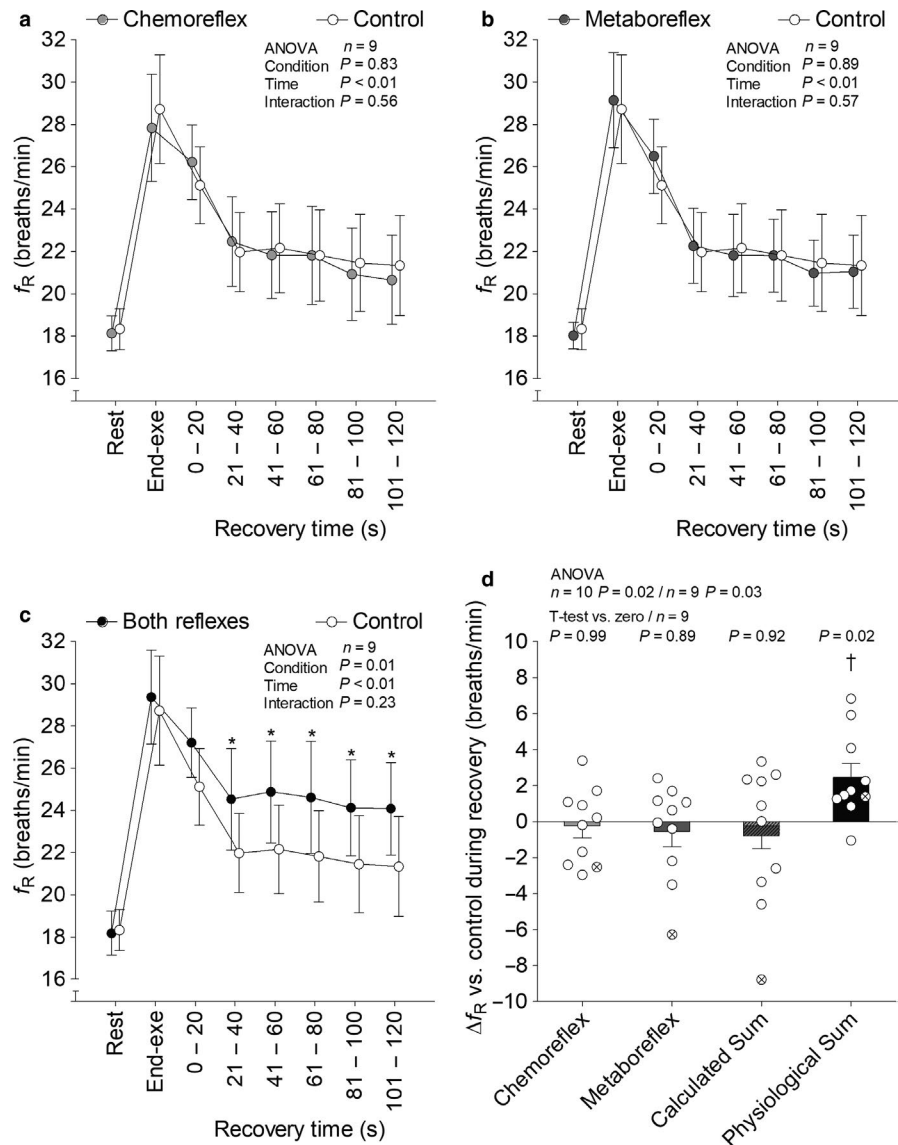 a
Chemoreflex
Control
ANOVA n = 9
Condition P = 0.83
Time P < 0.01
Interaction P = 0.56
fR (breaths/min)
32
30
28
26
24
22
20
18
16
Rest
End-exe
0 – 20
21 – 40
41 – 60
61 – 80
81 – 100
101 – 120
Recovery time (s)
b
Metaboreflex
Control
ANOVA n = 9
Condition P = 0.89
Time P < 0.01
Interaction P = 0.57
fR (breaths/min)
32
30
28
26
24
22
20
18
16
Rest
End-exe
0 – 20
21 – 40
41 – 60
61 – 80
81 – 100
101 – 120
Recovery time (s)
c
Both reflexes
Control
ANOVA n = 9
Condition P = 0.01
Time P < 0.01
Interaction P = 0.23
* * * * *
fR (breaths/min)
32
30
28
26
24
22
20
18
16
Rest
End-exe
0 – 20
21 – 40
41 – 60
61 – 80
81 – 100
101 – 120
Recovery time (s)
d
ANOVA
n = 10 P = 0.02 / n = 9 P = 0.03
T-test vs. zero / n = 9
P = 0.99 P = 0.89 P = 0.92 P = 0.02
†
ΔfR vs. control during recovery (breaths/min)
10
8
6
4
2
0
−2
−4
−6
−8
−10
Chemoreflex
Metaboreflex
Calculated Sum
Physiological Sum